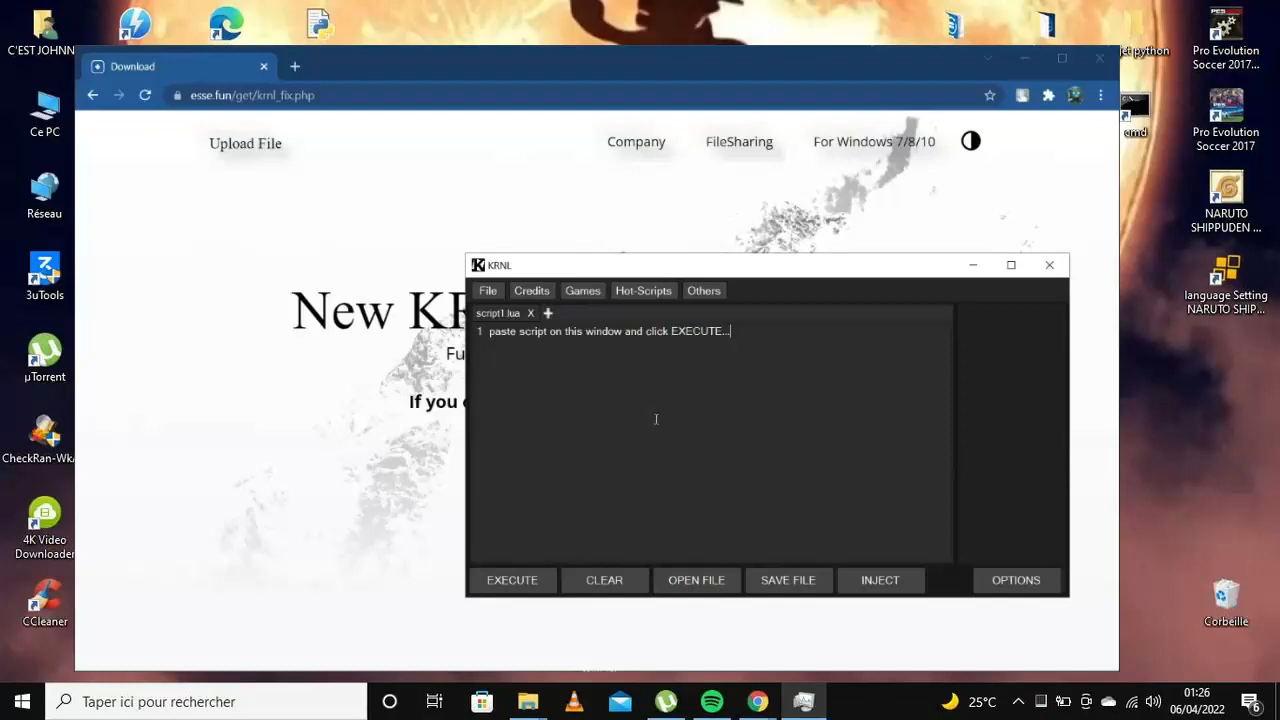 C'EST JOHNN
Ce PC
Réseau
3uTools
µTorrent
CheckRan-Wk
4K Video
Downloader
CCleaner
Download
esse.fun/get/krnl_fix.php
Upload File
Company
FileSharing
For Windows 7/8/10
New KR
Fu
If you
KRNL
File
Credits
Games
Hot-Scripts
Others
script1.lua X
1 paste script on this window and click EXECUTE...
EXECUTE
CLEAR
OPEN FILE
SAVE FILE
INJECT
OPTIONS
jet python
cmd
Pro Evolution
Soccer 2017...
Pro Evolution
Soccer 2017
NARUTO
SHIPPUDEN ...
language Setting
NARUTO SHIP...
Corbeille
Taper ici pour rechercher
25°C
01:26
06/04/2022
6